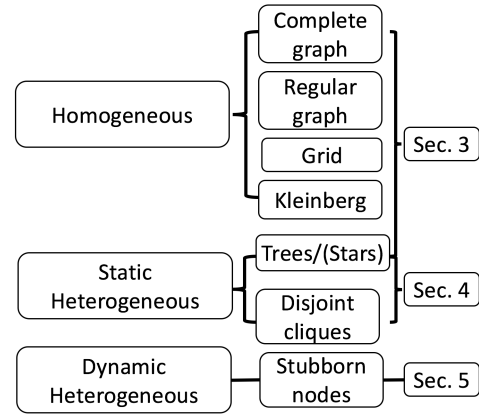 Complete
graph
Regular
graph
Homogeneous
Grid
Sec. 3
Kleinberg
Trees/(Stars)
Static
Heterogeneous
Sec. 4
Disjoint
cliques
Dynamic
Heterogeneous
Stubborn
nodes
Sec. 5